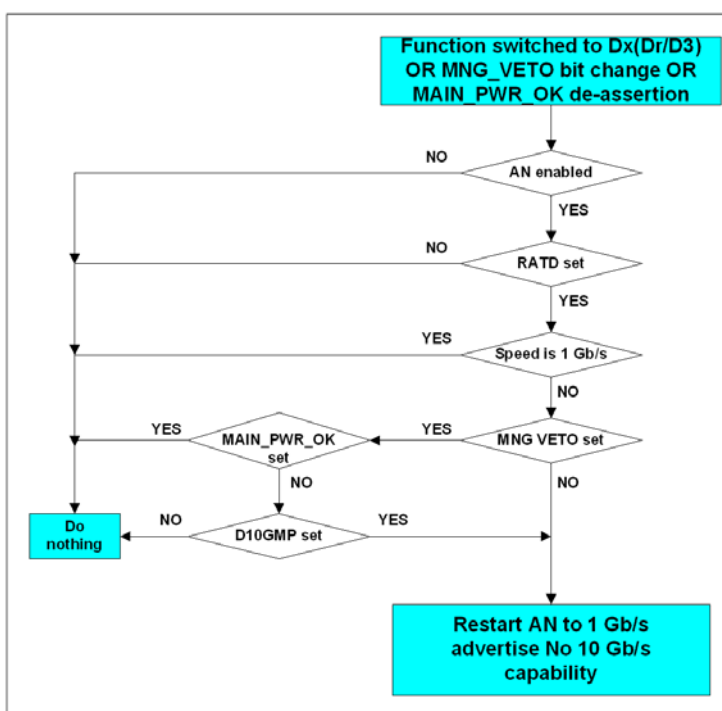 Function switched to Dx(Dr/D3)
OR MNG_VETO bit change OR
MAIN_PWR_OK de-assertion
NO
AN enabled
YES
NO
RATD set
YES
YES
Speed is 1 Gb/s
NO
YES
MAIN_PWR_OK
set
YES
MNG VETO set
NO
NO
Do
nothing
NO
D10GMP set
YES
Restart AN to 1 Gb/s
advertise No 10 Gb/s
capability